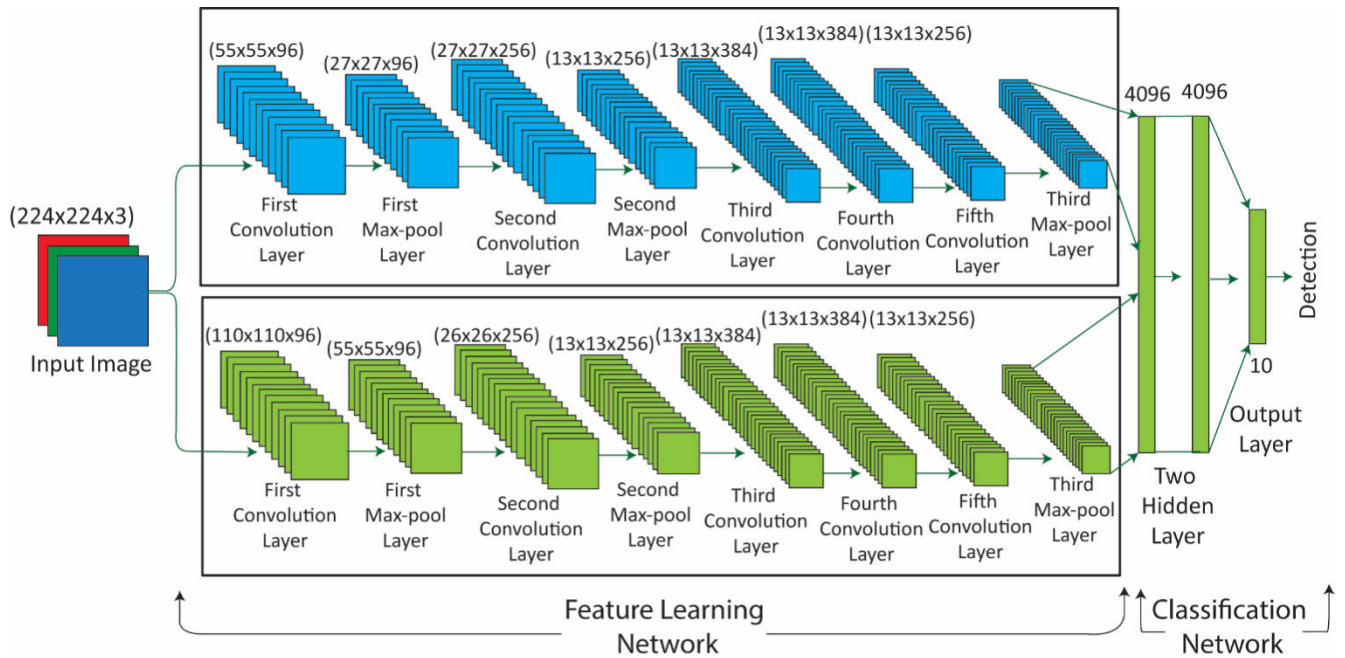 (224x224x3)
Input Image
(55x55x96)
(27x27x96)
(27x27x256)
(13x13x256)
(13x13x384)
(13x13x384)
(13x13x256)
First
Convolution
Layer
First
Max-pool
Layer
Second
Convolution
Layer
Second
Max-pool
Layer
Third
Convolution
Layer
Fourth
Convolution
Layer
Fifth
Convolution
Layer
Third
Max-pool
Layer
(110x110x96)
(55x55x96)
(26x26x256)
(13x13x256)
(13x13x384)
(13x13x384)
(13x13x256)
First
Convolution
Layer
First
Max-pool
Layer
Second
Convolution
Layer
Second
Max-pool
Layer
Third
Convolution
Layer
Fourth
Convolution
Layer
Fifth
Convolution
Layer
Third
Max-pool
Layer
4096
4096
Two
Hidden
Layer
10
Output
Layer
Detection
Feature Learning
Network
Classification
Network